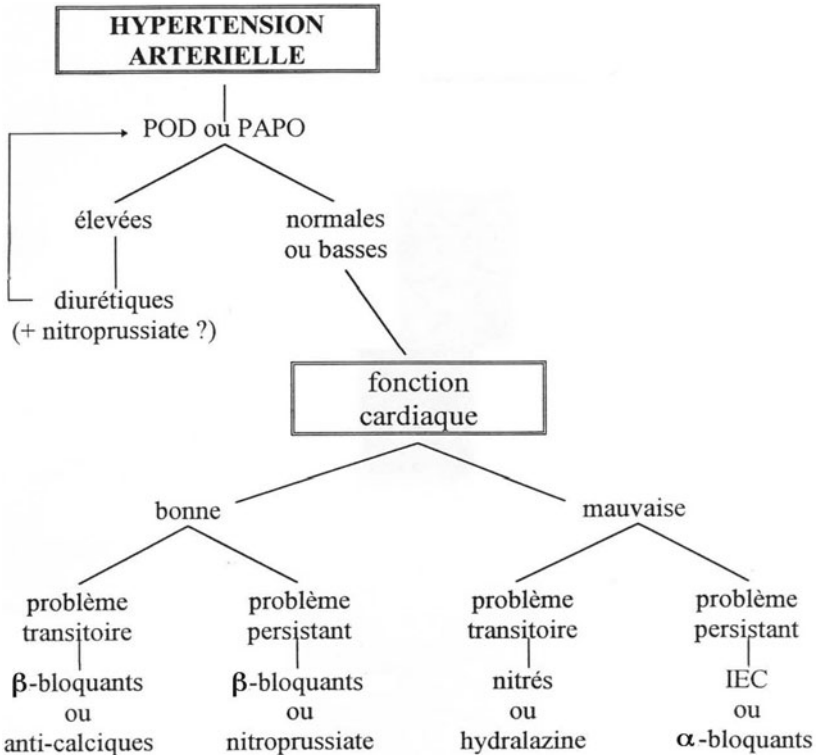 HYPERTENSION
ARTERIELLE
POD ou PAPO
élevées
normales
ou basses
diurétiques
(+ nitroprussiate ?)
fonction
cardiaque
bonne
mauvaise
problème
transitoire
problème
persistant
problème
transitoire
problème
persistant
β-bloquants
ou
anti-calciques
β-bloquants
ou
nitroprussiate
nitrés
ou
hydralazine
IEC
ou
α-bloquants